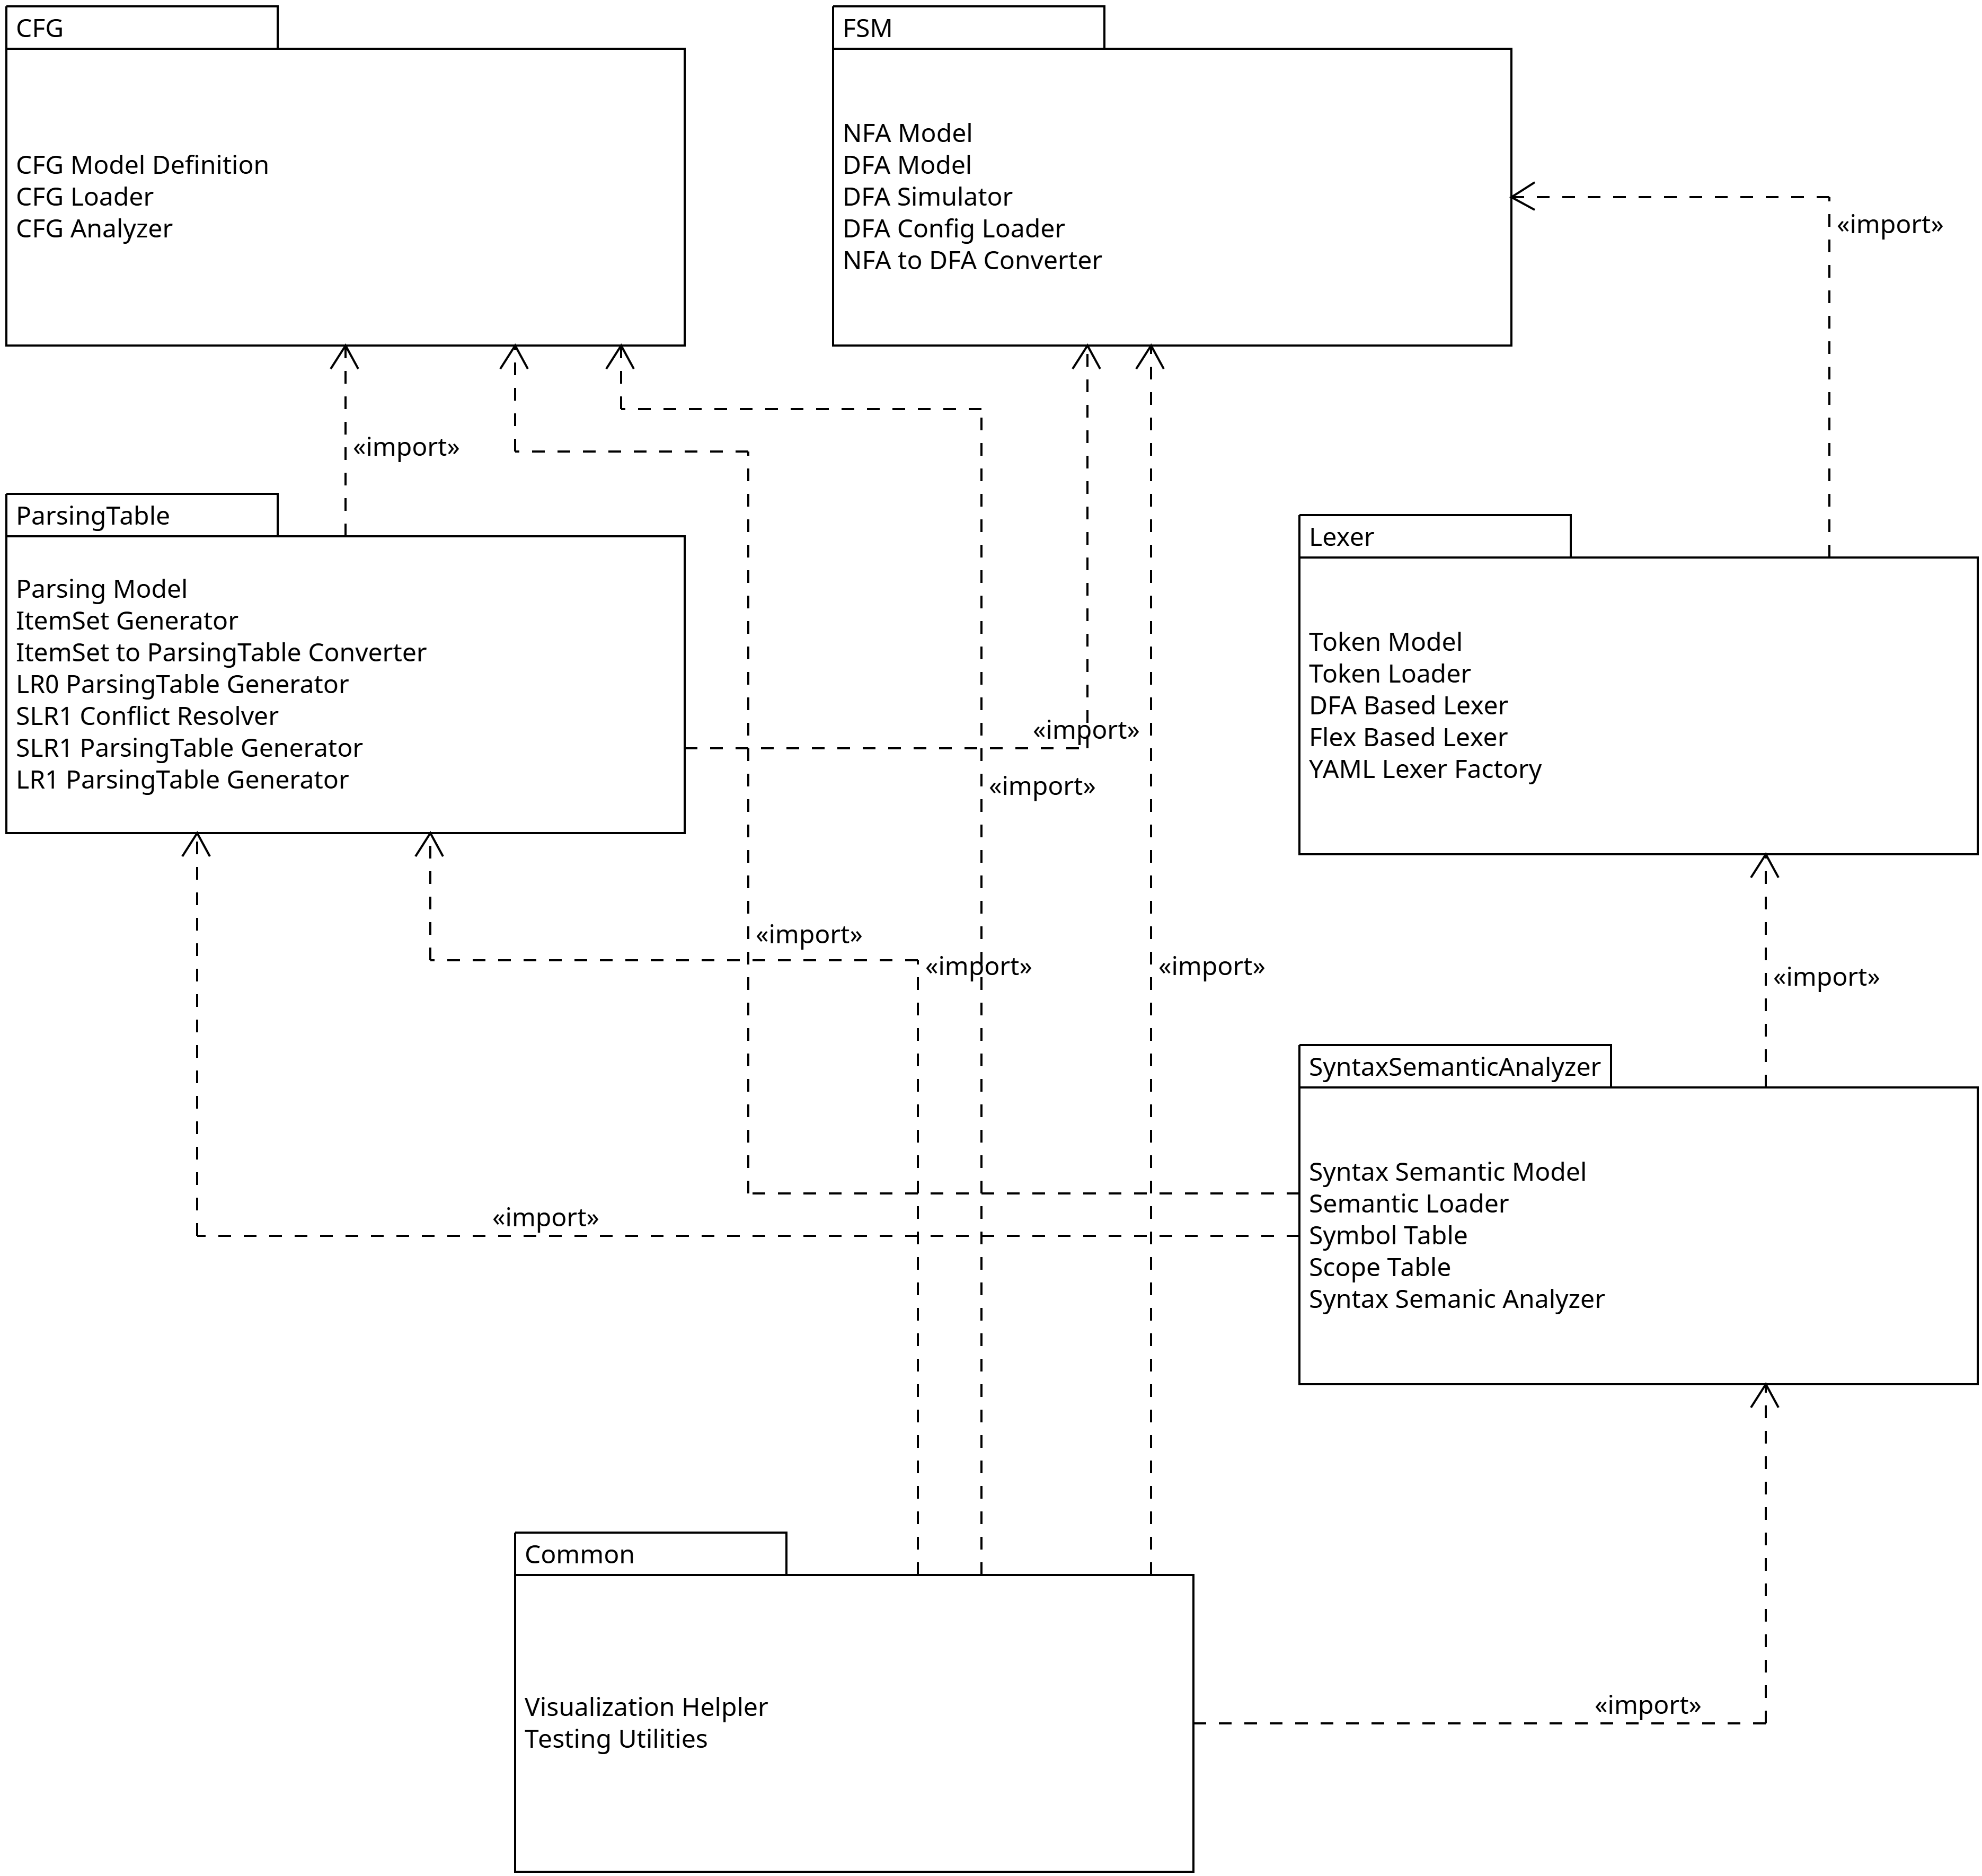 CFG
CFG Model Definition
CFG Loader
CFG Analyzer
FSM
NFA Model
DFA Model
DFA Simulator
DFA Config Loader
NFA to DFA Converter
«import»
«import»
ParsingTable
Parsing Model
ItemSet Generator
ItemSet to ParsingTable Converter
LR0 ParsingTable Generator
SLR1 Conflict Resolver
SLR1 ParsingTable Generator
LR1 ParsingTable Generator
Lexer
Token Model
Token Loader
DFA Based Lexer
Flex Based Lexer
YAML Lexer Factory
«import»
«import»
«import»
«import»
«import»
«import»
SyntaxSemanticAnalyzer
Syntax Semantic Model
Semantic Loader
Symbol Table
Scope Table
Syntax Semanic Analyzer
«import»
Common
Visualization Helpler
Testing Utilities
«import»